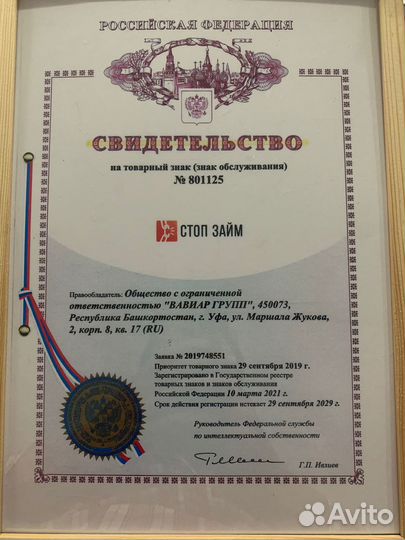 РОССИЙСКАЯ ФЕДЕРАЦИЯ
СВИДЕТЕЛЬСТВО
на товарный знак (знак обслуживания)
№ 801125
СТОП ЗАЙМ
Правообладатель: Общество с ограниченной
ответственностью "ВАВИАР ГРУПП", 450073,
Республика Башкортостан, г. Уфа, ул. Маршала Жукова,
2, корп. 8, кв. 17 (RU)
Заявка № 2019748551
Приоритет товарного знака 29 сентября 2019 г.
Зарегистрировано в Государственном реестре
товарных знаков и знаков обслуживания
Российской Федерации 10 марта 2021 г.
Срок действия регистрации истекает 29 сентября 2029 г.
Руководитель Федеральной службы
по интеллектуальной собственности
Г.П. Ивлиев
Avito